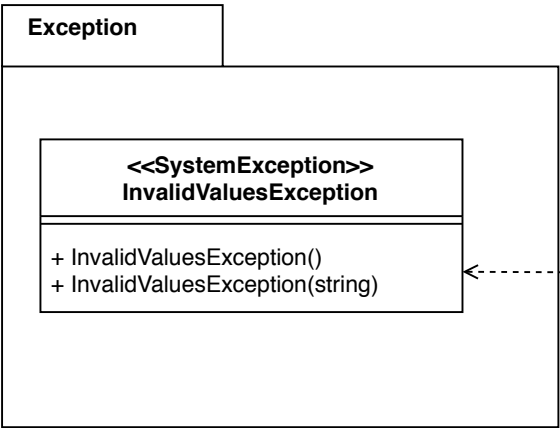 Exception
<<SystemException>>
InvalidValuesException
+ InvalidValuesException()
+ InvalidValuesException(string)